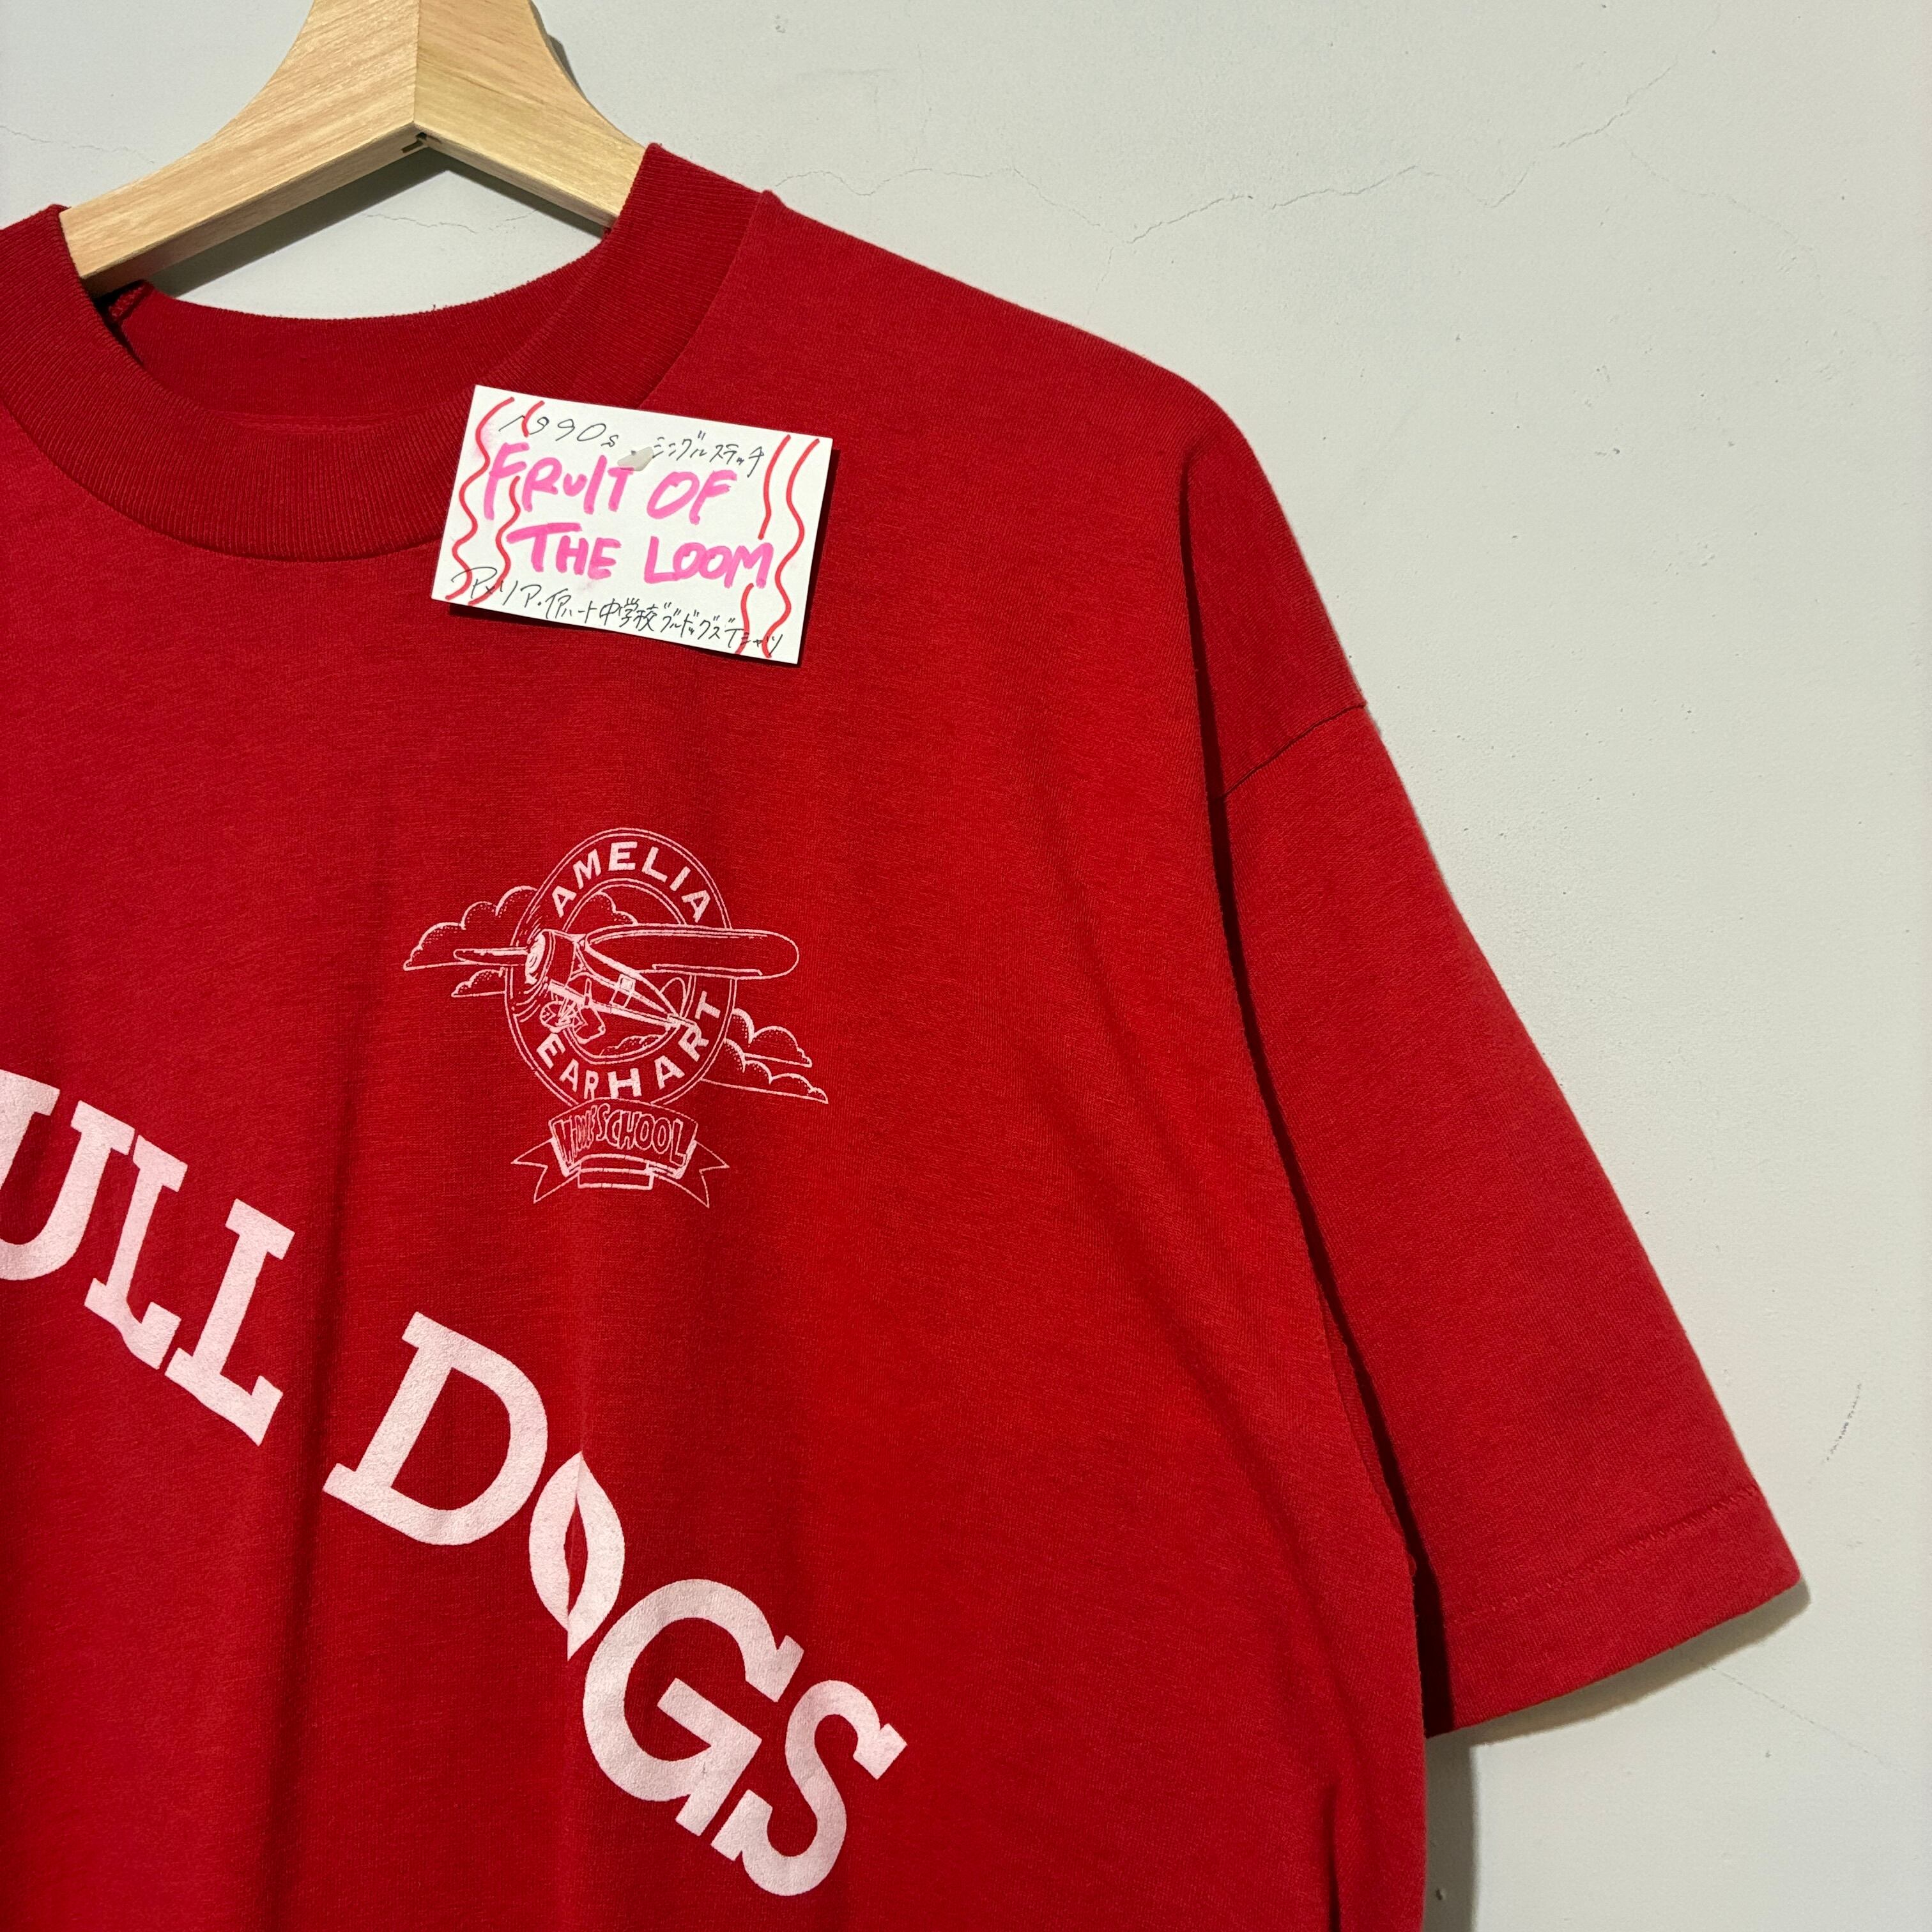 1990s シングルステッチ
FRUIT OF
THE LOOM
アメリア・イアハート中学校ブルドッグズTシャツ
AMELIA
EARHART
MIDDLE SCHOOL
ULL DOGS